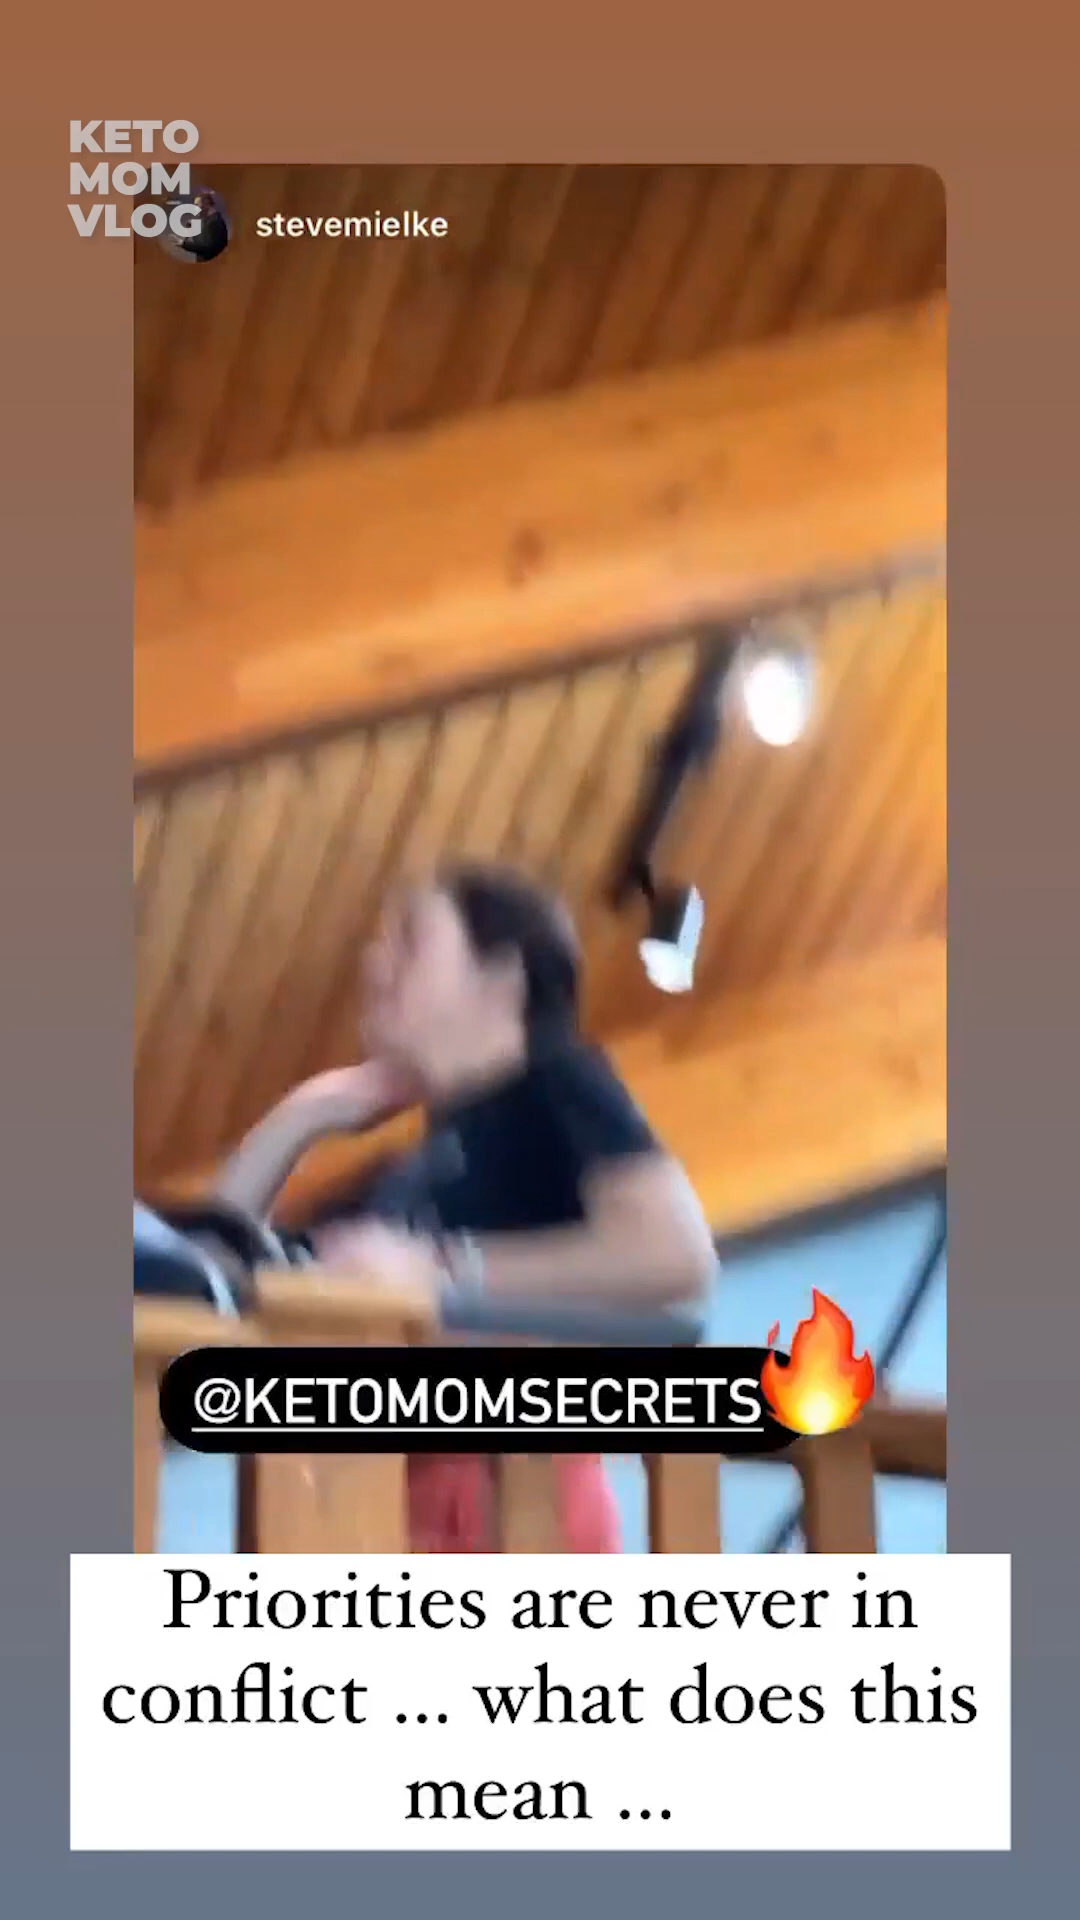 KETO
MOM
VLOG
stevemielke
@KETOMOMSECRETS
Priorities are never in
conflict ... what does this
mean ...